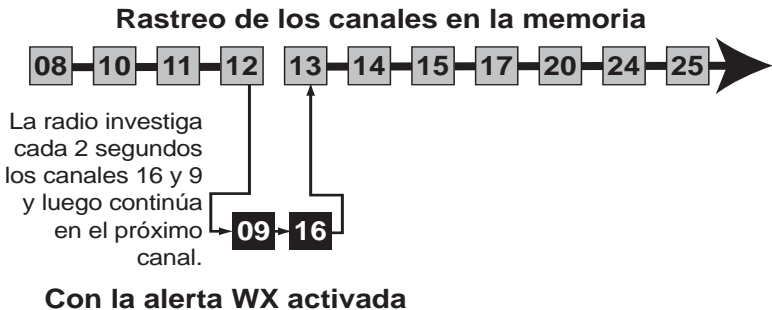 Rastreo de los canales en la memoria
08 10 11 12 13 14 15 17 20 24 25
La radio investiga
cada 2 segundos
los canales 16 y 9
y luego continúa
en el próximo
canal.
09 16
Con la alerta WX activada